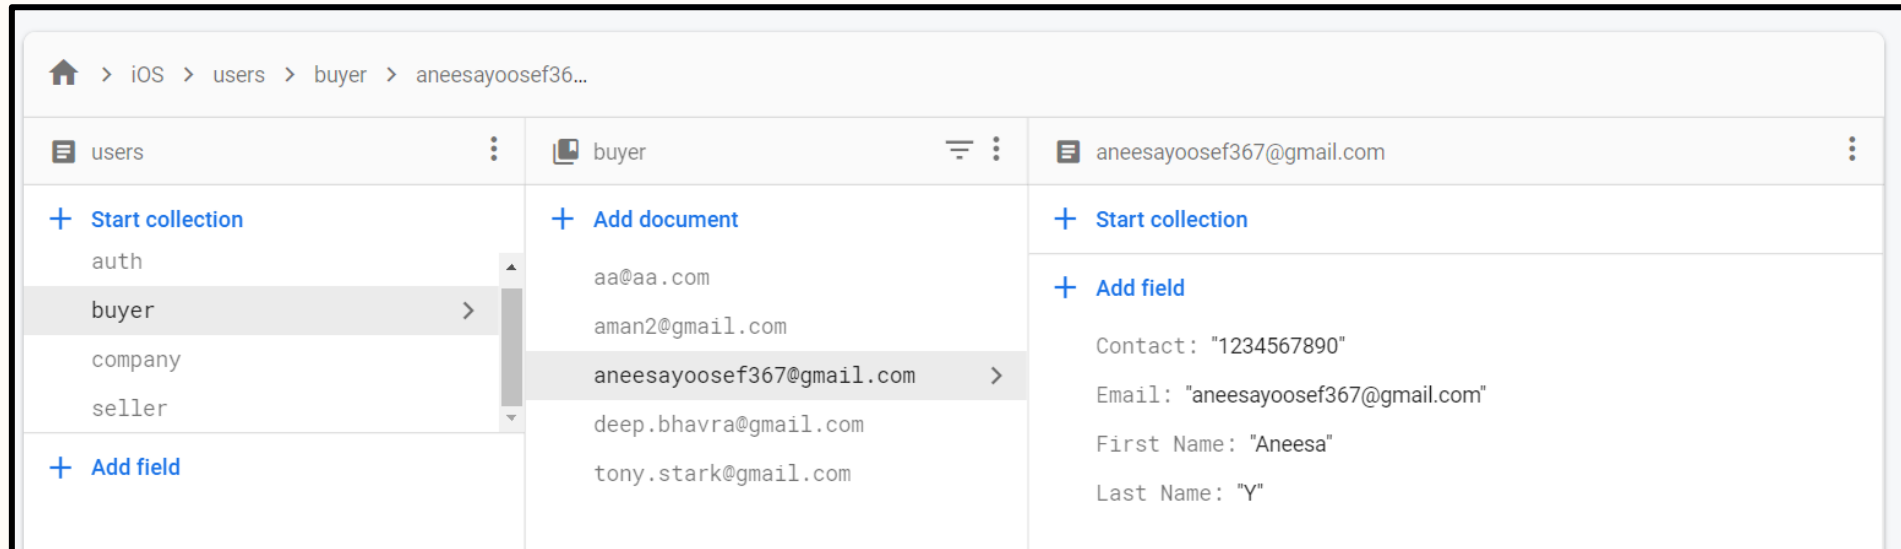 iOS > users > buyer > aneesayoosef36...
users
Start collection
auth
buyer
company
seller
Add field
buyer
Add document
aa@aa.com
aman2@gmail.com
aneesayoosef367@gmail.com
deep.bhavra@gmail.com
tony.stark@gmail.com
aneesayoosef367@gmail.com
Start collection
Add field
Contact: "1234567890"
Email: "aneesayoosef367@gmail.com"
First Name: "Aneesa"
Last Name: "Y"